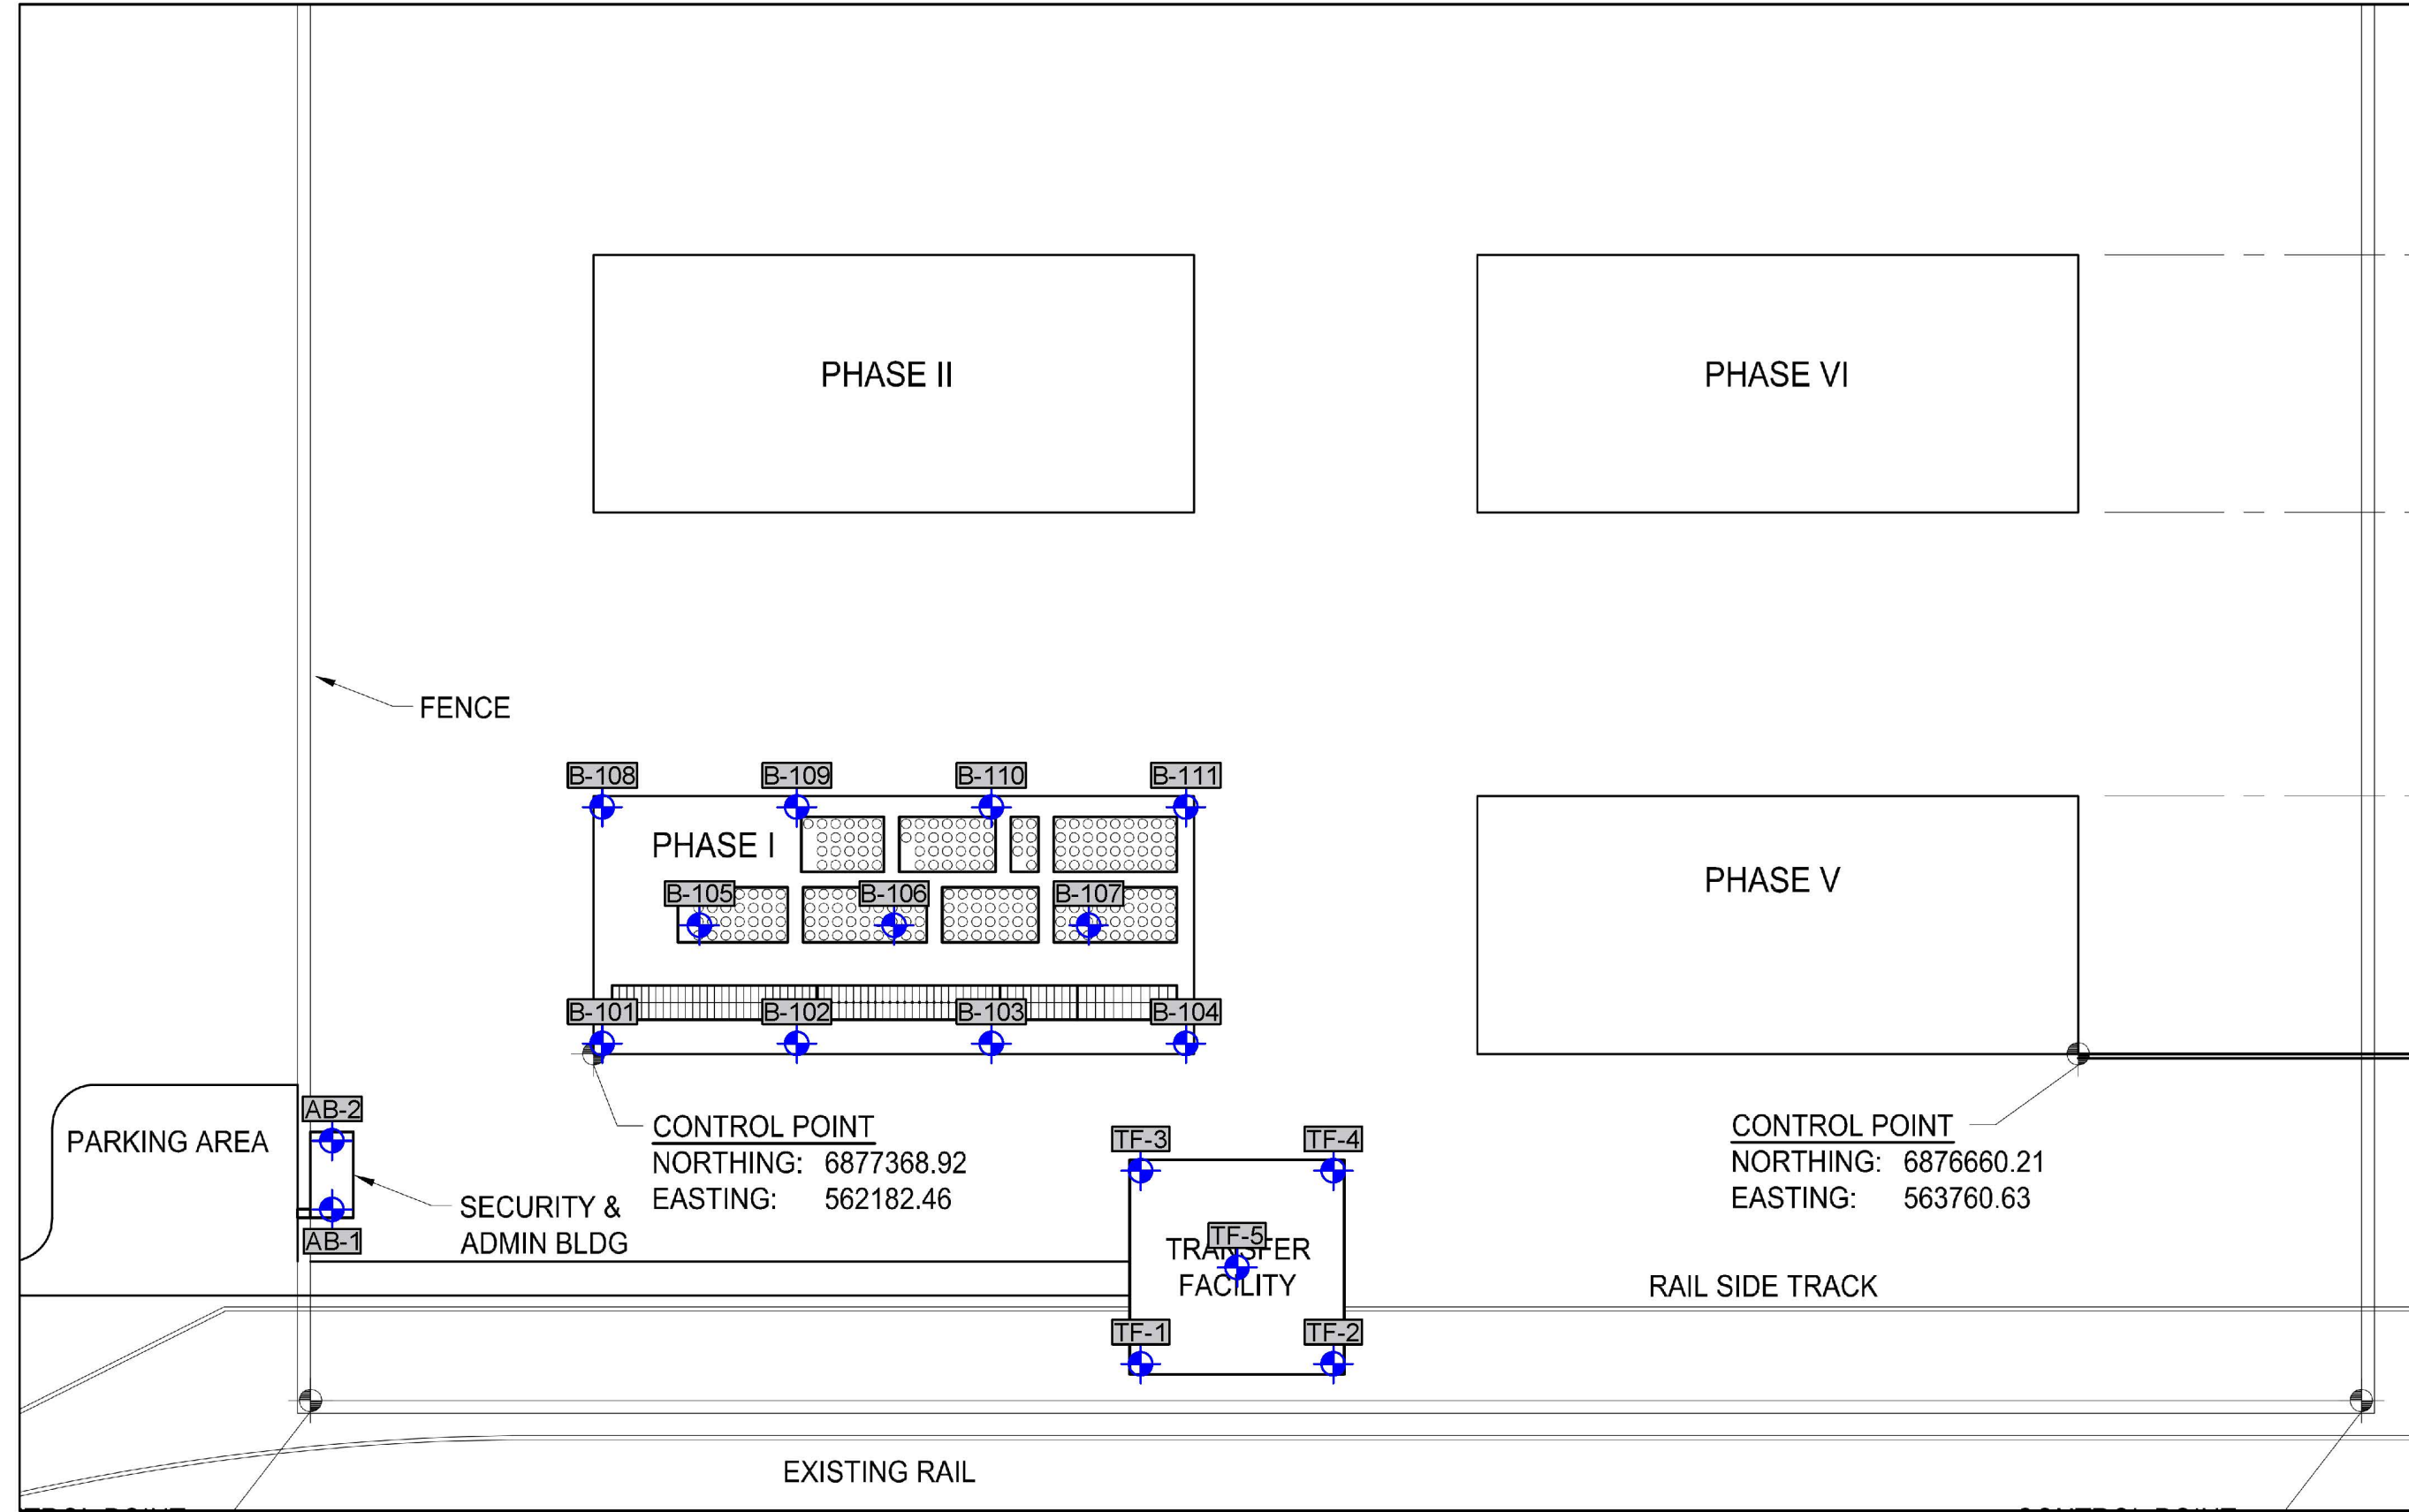 PHASE II
PHASE VI
FENCE
B-108
B-109
B-110
B-111
PHASE I
B-105
B-106
B-107
PHASE V
B-101
B-102
B-103
B-104
AB-2
PARKING AREA
AB-1
SECURITY &
ADMIN BLDG
CONTROL POINT
NORTHING: 6877368.92
EASTING: 562182.46
TF-3
TF-4
TF-5
TRANSFER
FACILITY
TF-1
TF-2
CONTROL POINT
NORTHING: 6876660.21
EASTING: 563760.63
RAIL SIDE TRACK
EXISTING RAIL